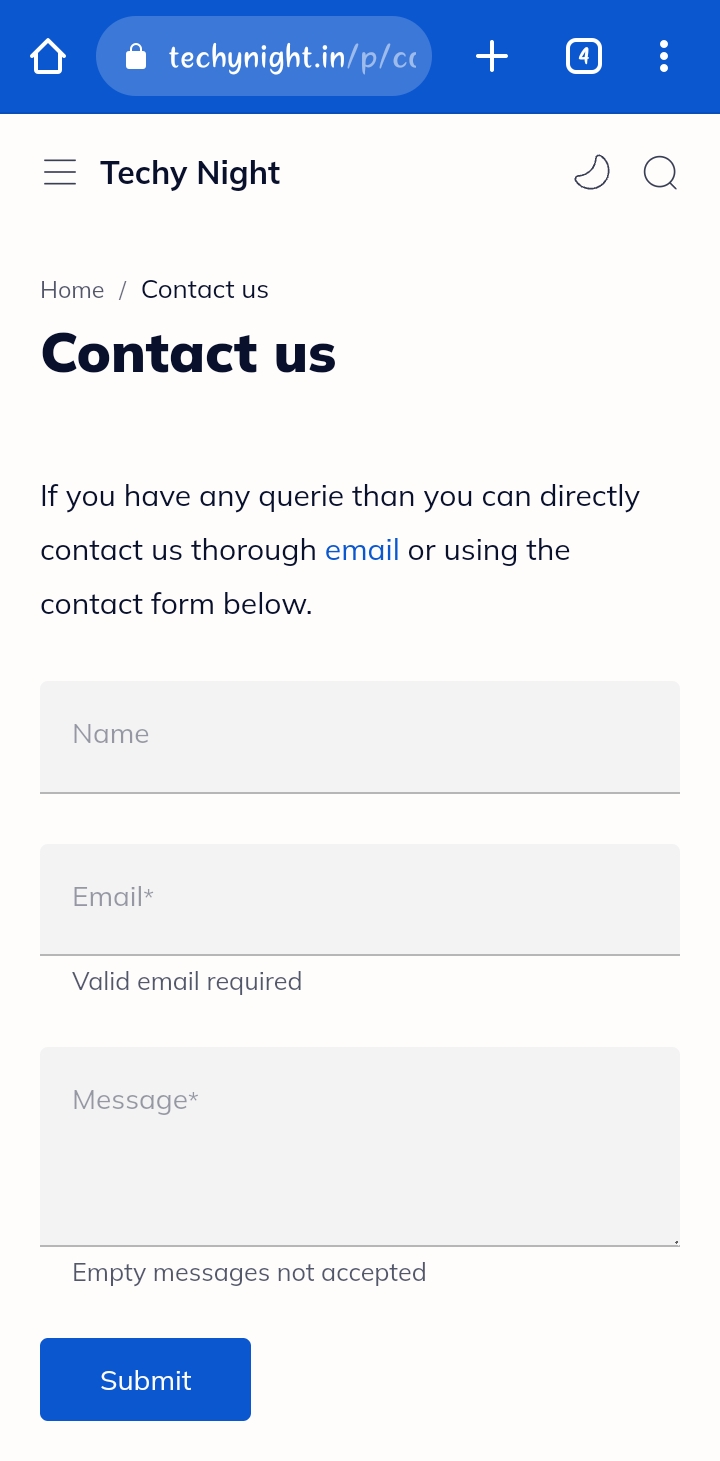 techynight.in/p/co
4
Techy Night
Home / Contact us
Contact us
If you have any querie than you can directly
contact us thorough email or using the
contact form below.
Name
Email*
Valid email required
Message*
Empty messages not accepted
Submit